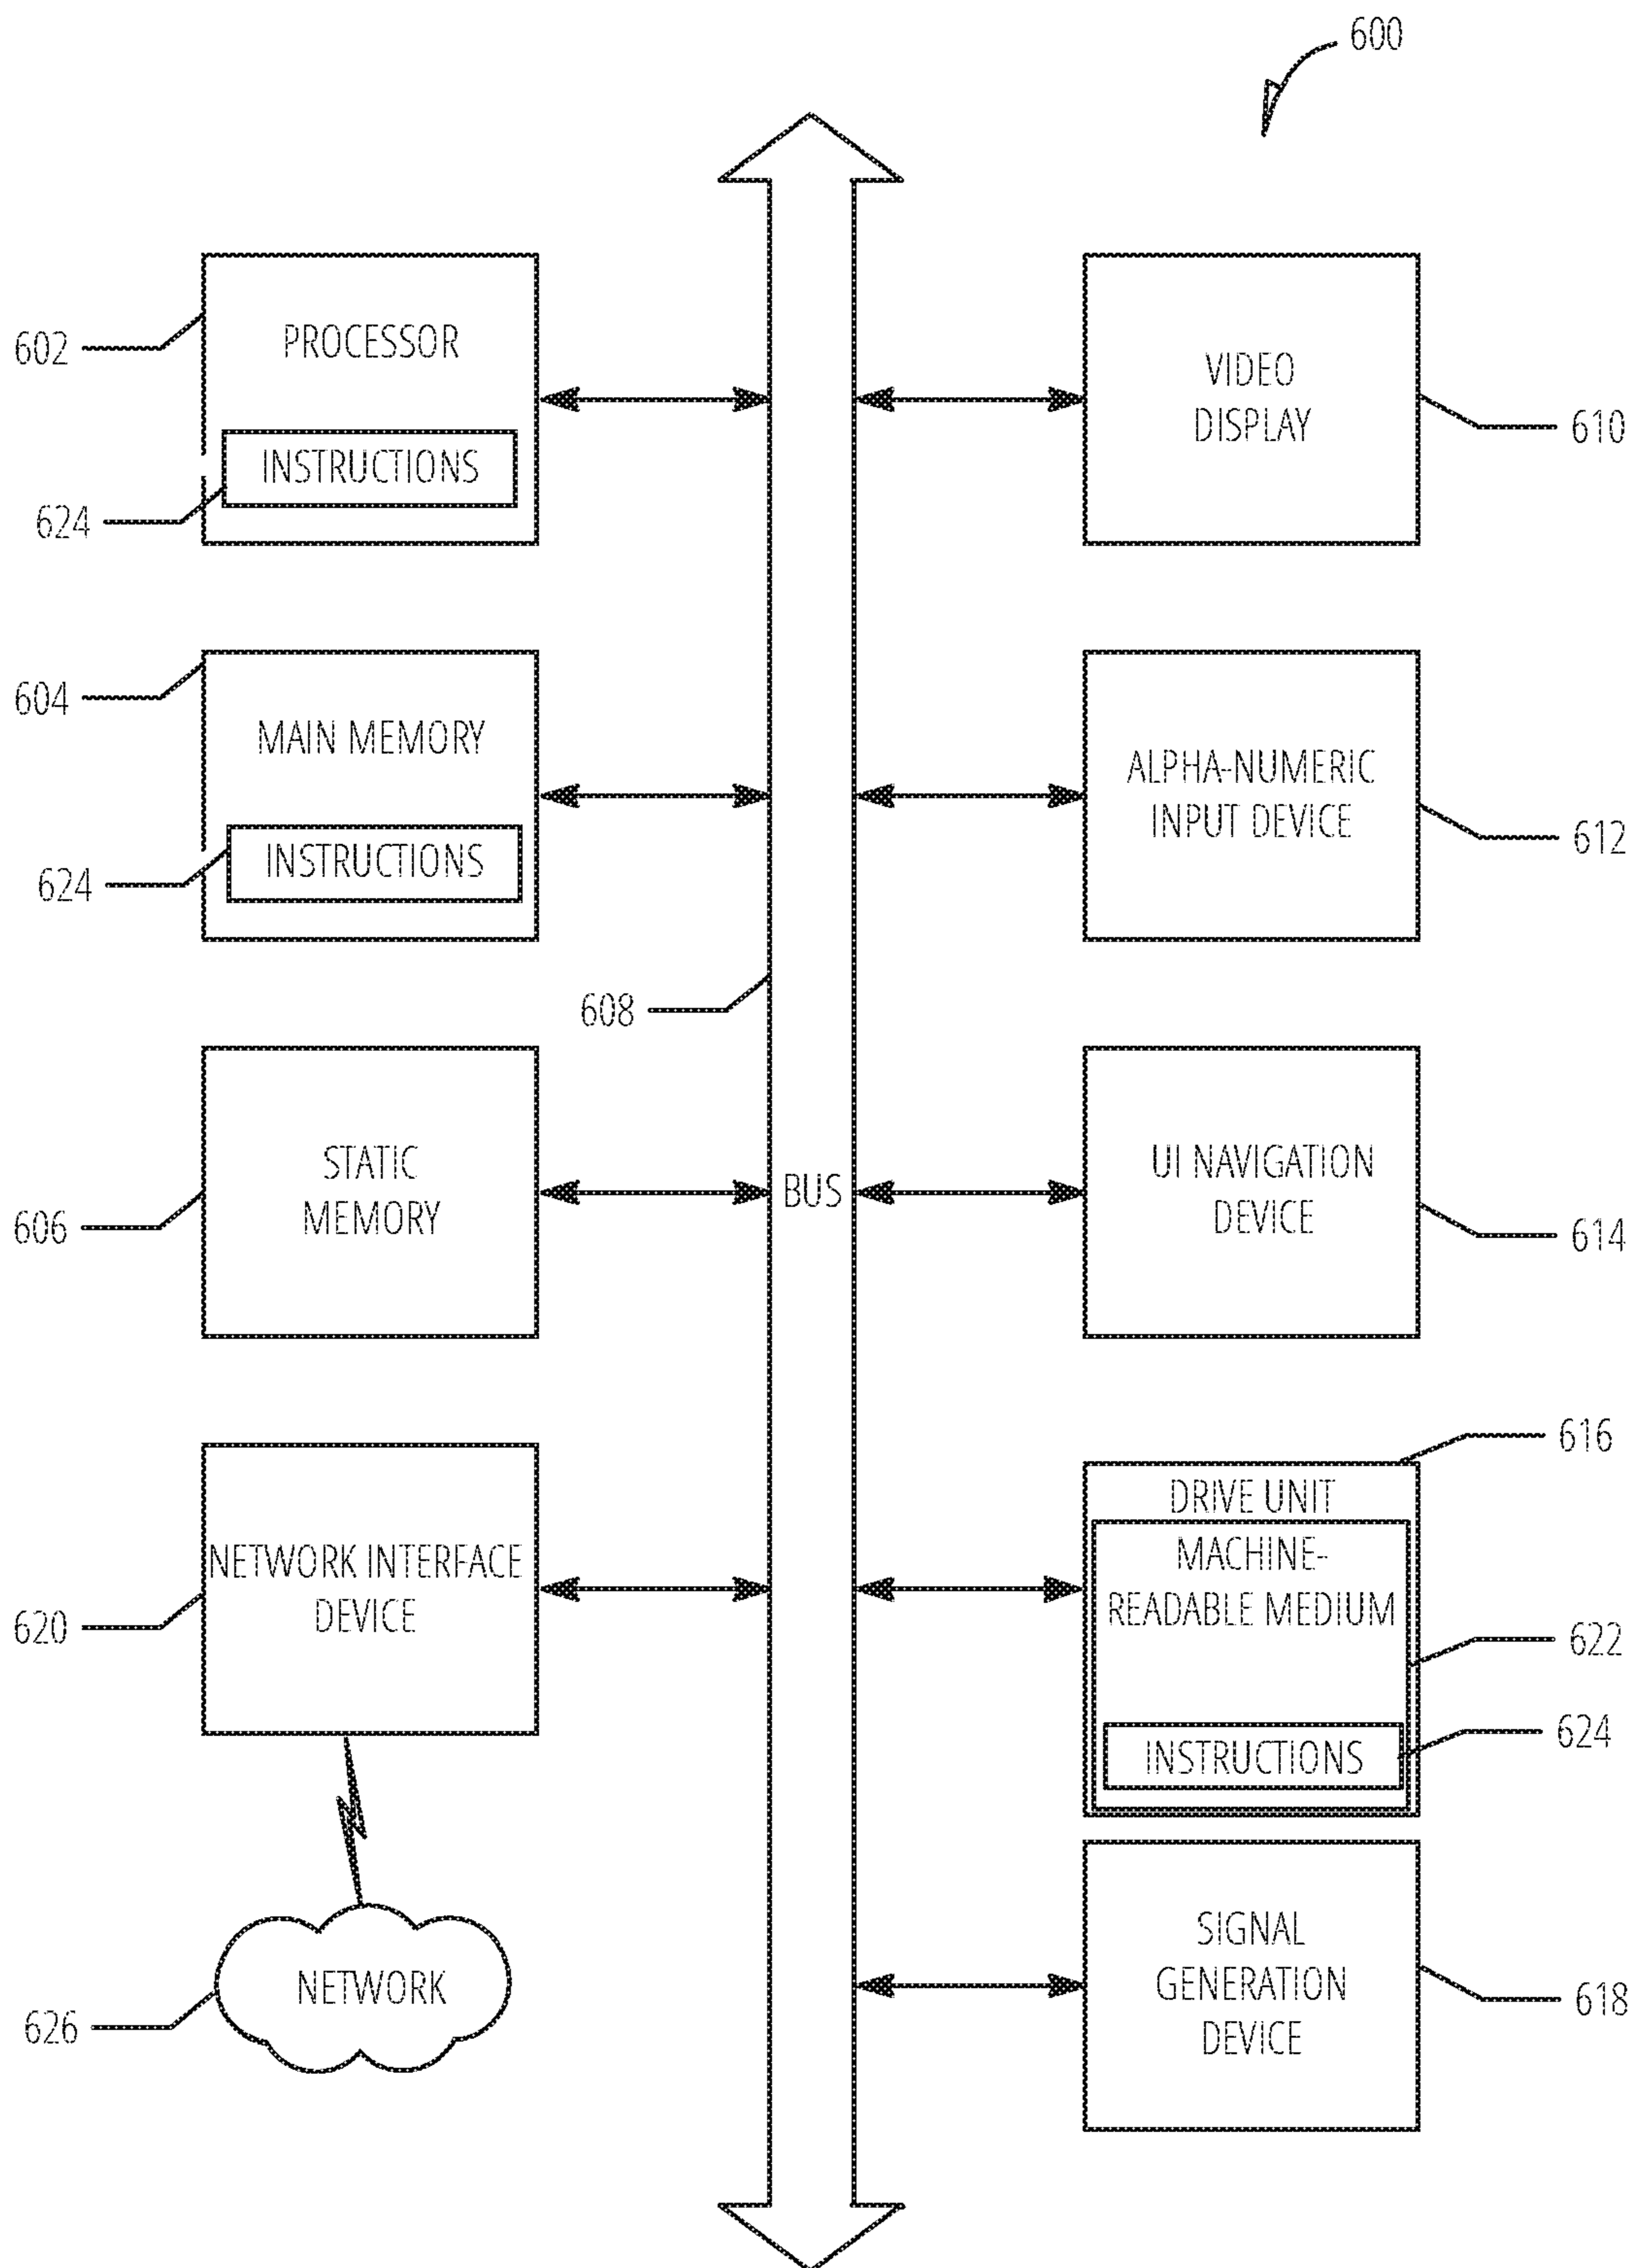 600
602
PROCESSOR
INSTRUCTIONS
624
VIDEO
DISPLAY
610
604
MAIN MEMORY
INSTRUCTIONS
624
ALPHA-NUMERIC
INPUT DEVICE
612
608
606
STATIC
MEMORY
BUS
UI NAVIGATION
DEVICE
614
620
NETWORK INTERFACE
DEVICE
616
DRIVE UNIT
MACHINE-
READABLE MEDIUM
622
INSTRUCTIONS
624
626
NETWORK
SIGNAL
GENERATION
DEVICE
618